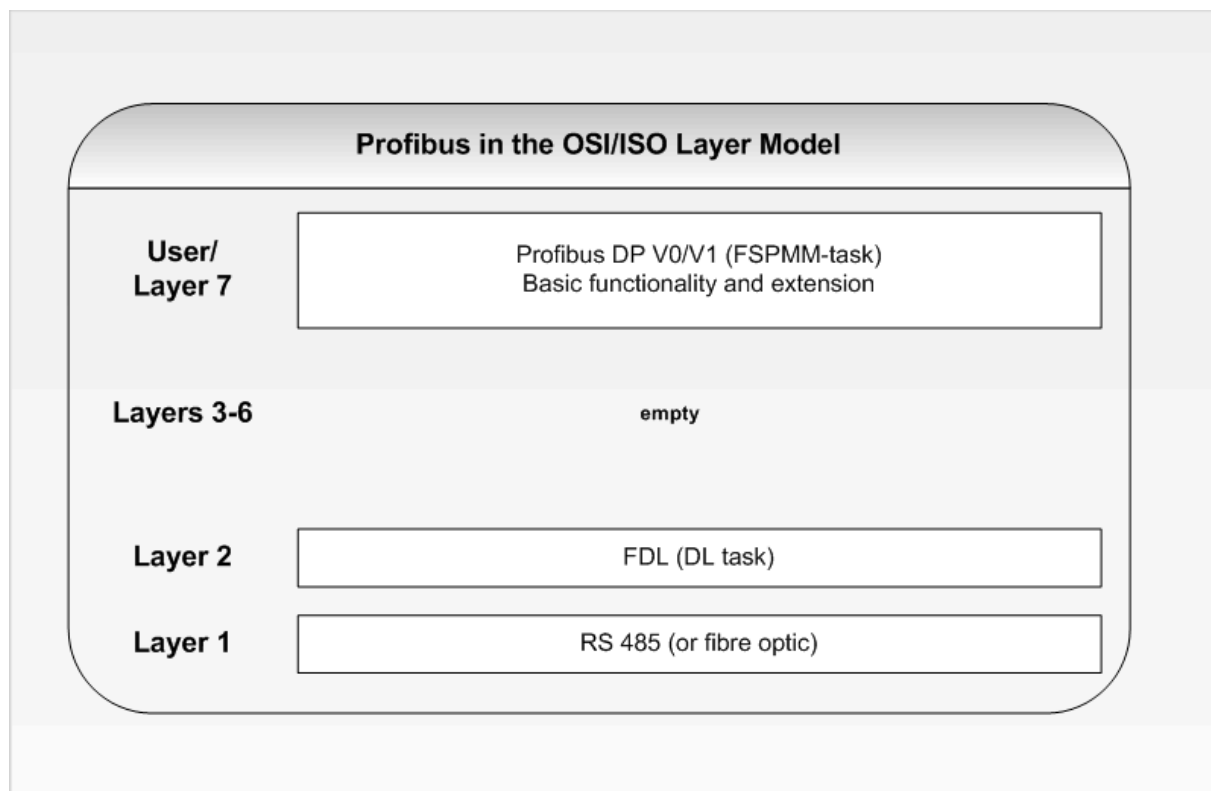 Profibus in the OSI/ISO Layer Model
User/
Layer 7
Profibus DP V0/V1 (FSPMM-task)
Basic functionality and extension
Layers 3-6
empty
Layer 2
FDL (DL task)
Layer 1
RS 485 (or fibre optic)